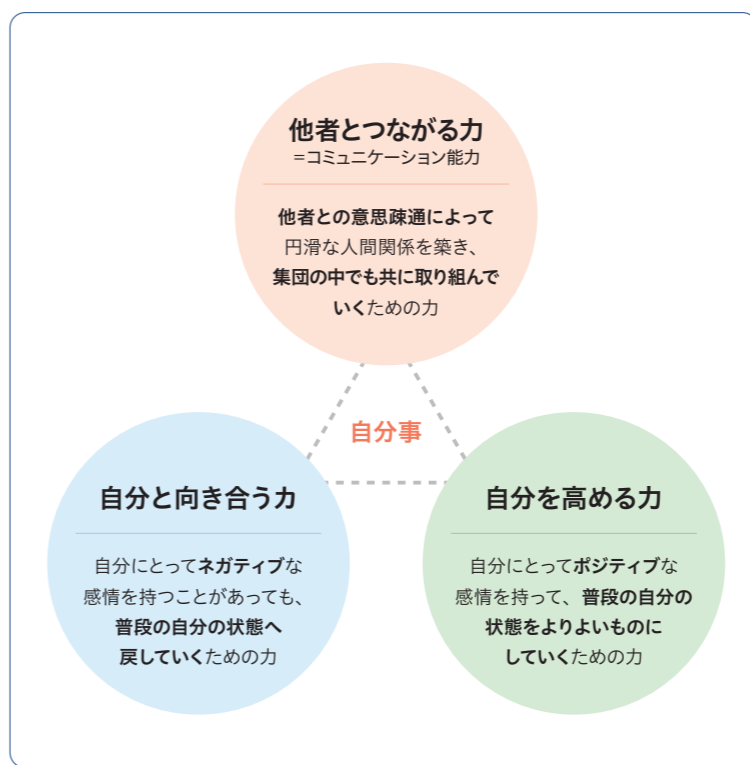 他者とつながる力
=コミュニケーション能力
他者との意思疎通によって
円滑な人間関係を築き、
集団の中でも共に取り組んで
いくための力
自分事
自分と向き合う力
自分にとってネガティブな
感情を持つことがあっても、
普段の自分の状態へ
戻していくための力
自分を高める力
自分にとってポジティブな
感情を持って、普段の自分の
状態をよりよいものに
していくための力